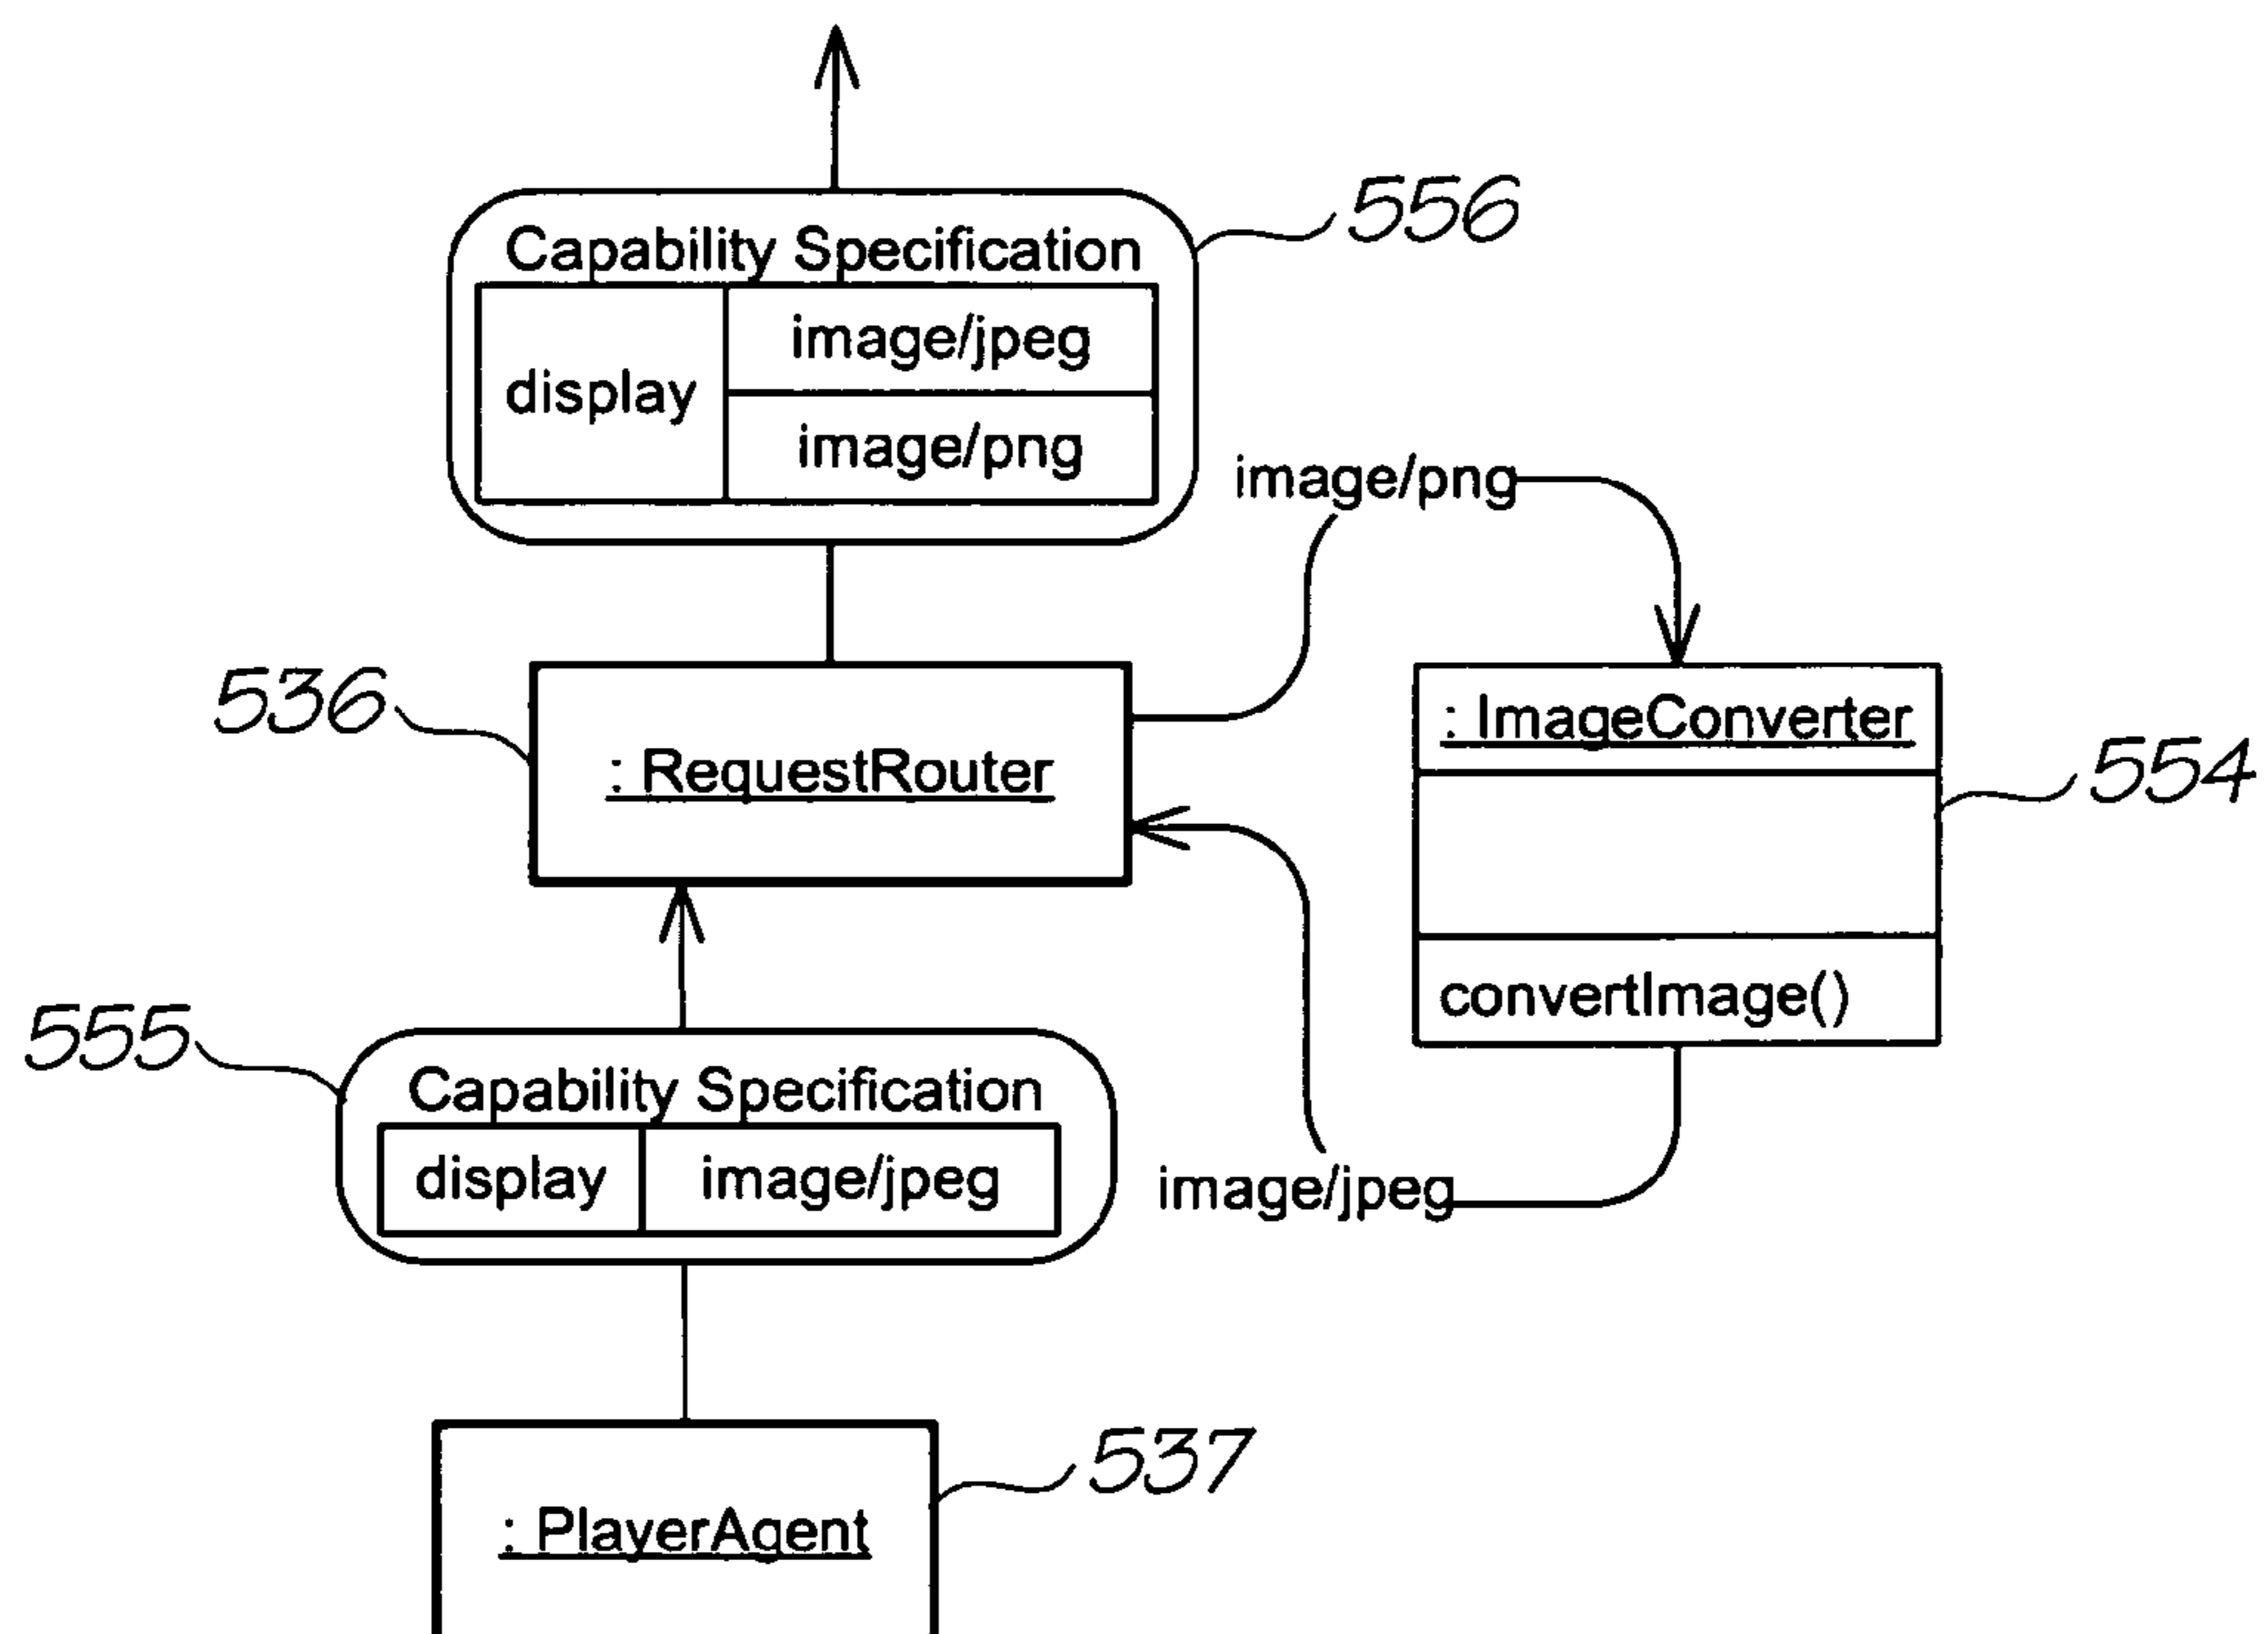 556
Capability Specification
display
image/jpeg
image/png
image/png
536
: RequestRouter
: ImageConverter
554
convertImage()
555
Capability Specification
display
image/jpeg
image/jpeg
537
: PlayerAgent